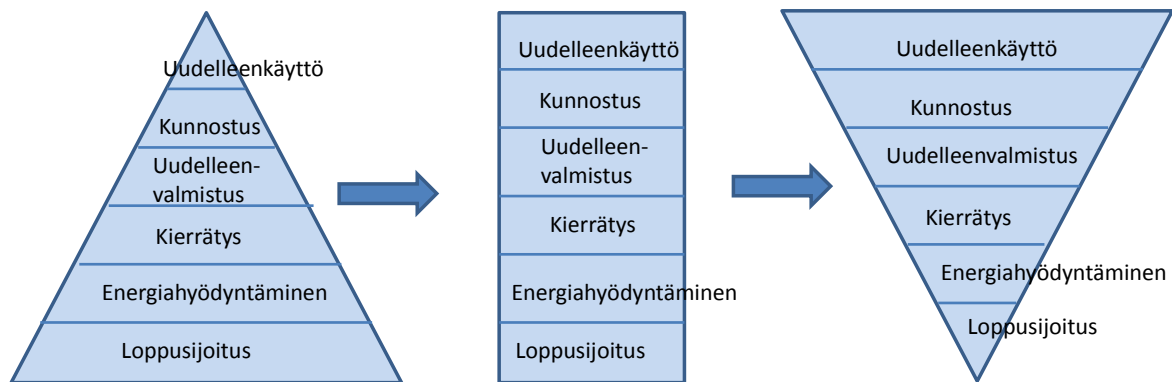 Uudelleenkäyttö
Kunnostus
Uudelleen-
valmistus
Kierrätys
Energiahyödyntäminen
Loppusijoitus
Uudelleenkäyttö
Kunnostus
Uudelleen-
valmistus
Kierrätys
Energiahyödyntäminen
Loppusijoitus
Uudelleenkäyttö
Kunnostus
Uudelleenvalmistus
Kierrätys
Energiahyödyntäminen
Loppusijoitus